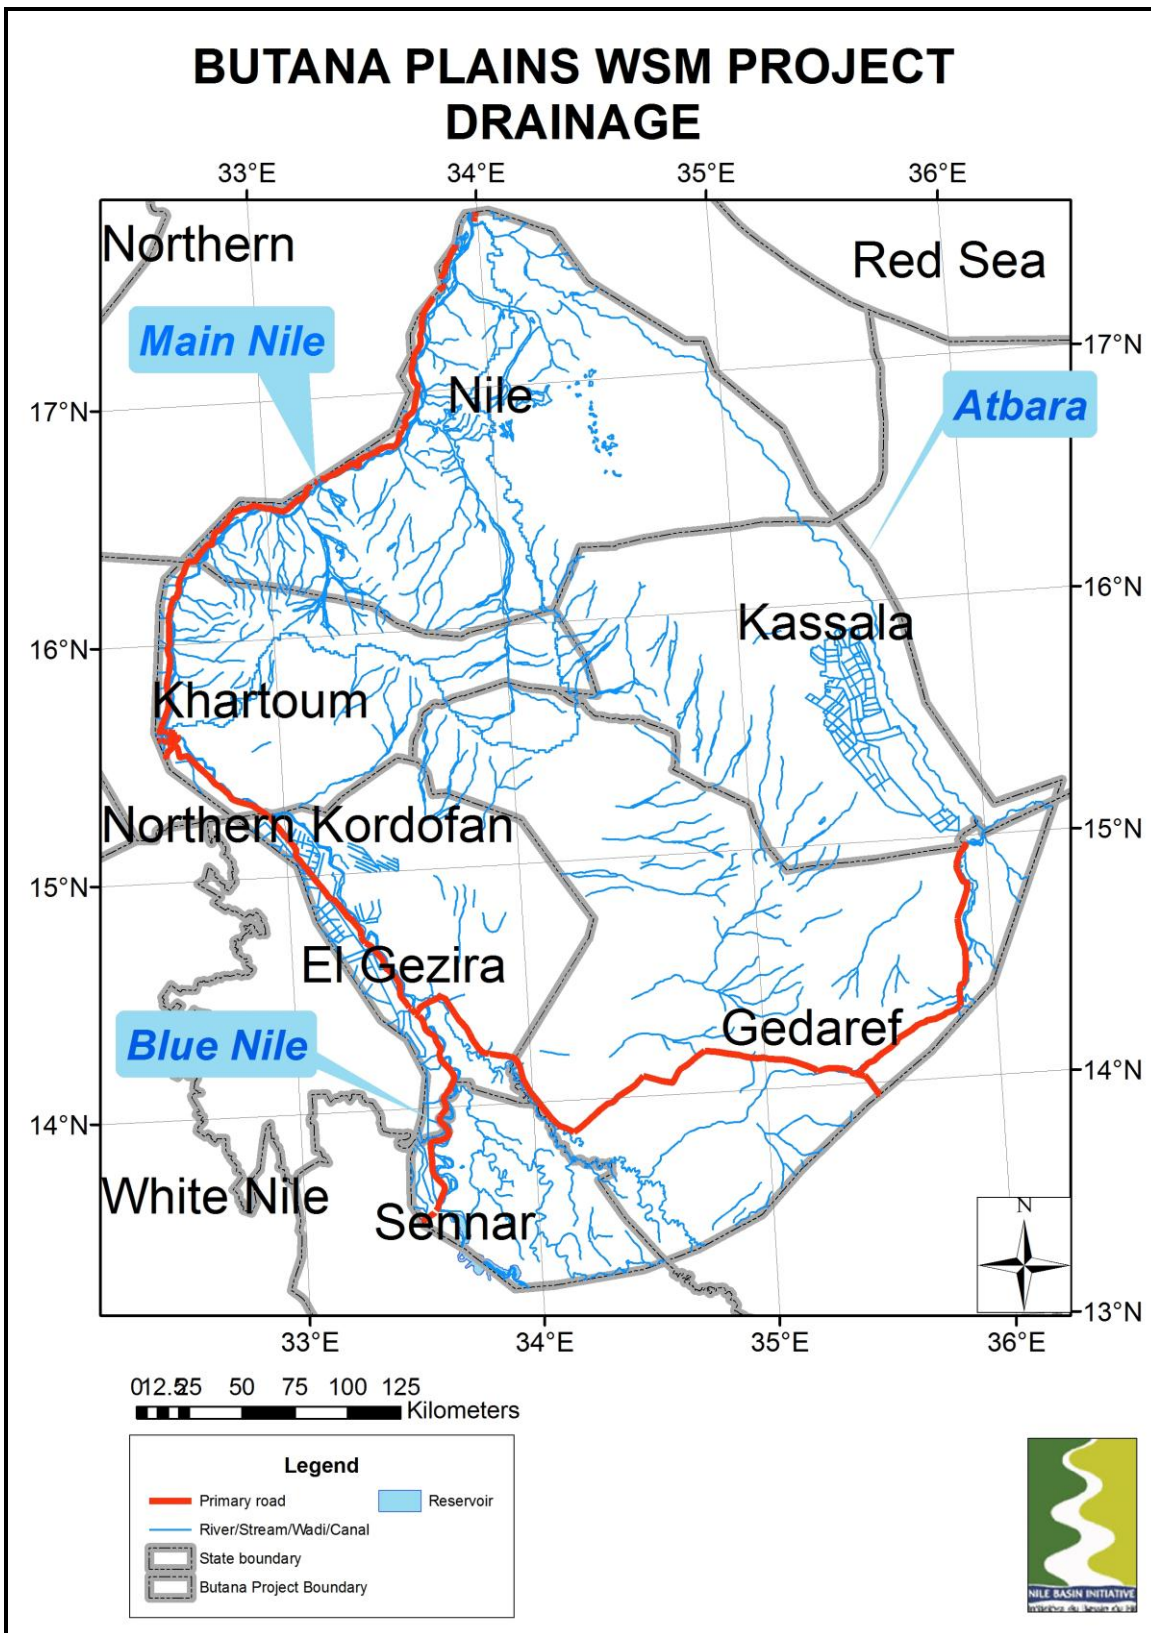 BUTANA PLAINS WSM PROJECT
DRAINAGE
33°E 34°E 35°E 36°E
Northern
Red Sea
Main Nile
17°N
Nile
Atbara
17°N
16°N
Kassala
16°N
Khartoum
15°N
Northern Kordofan
15°N
El Gezira
Gedaref
Blue Nile
14°N
14°N
White Nile
Sennar
N
13°N
33°E 34°E 35°E 36°E
0 12.5 25 50 75 100 125
Kilometers
Legend
Primary road
Reservoir
River/Stream/Wadi/Canal
State boundary
Butana Project Boundary
NILE BASIN INITIATIVE